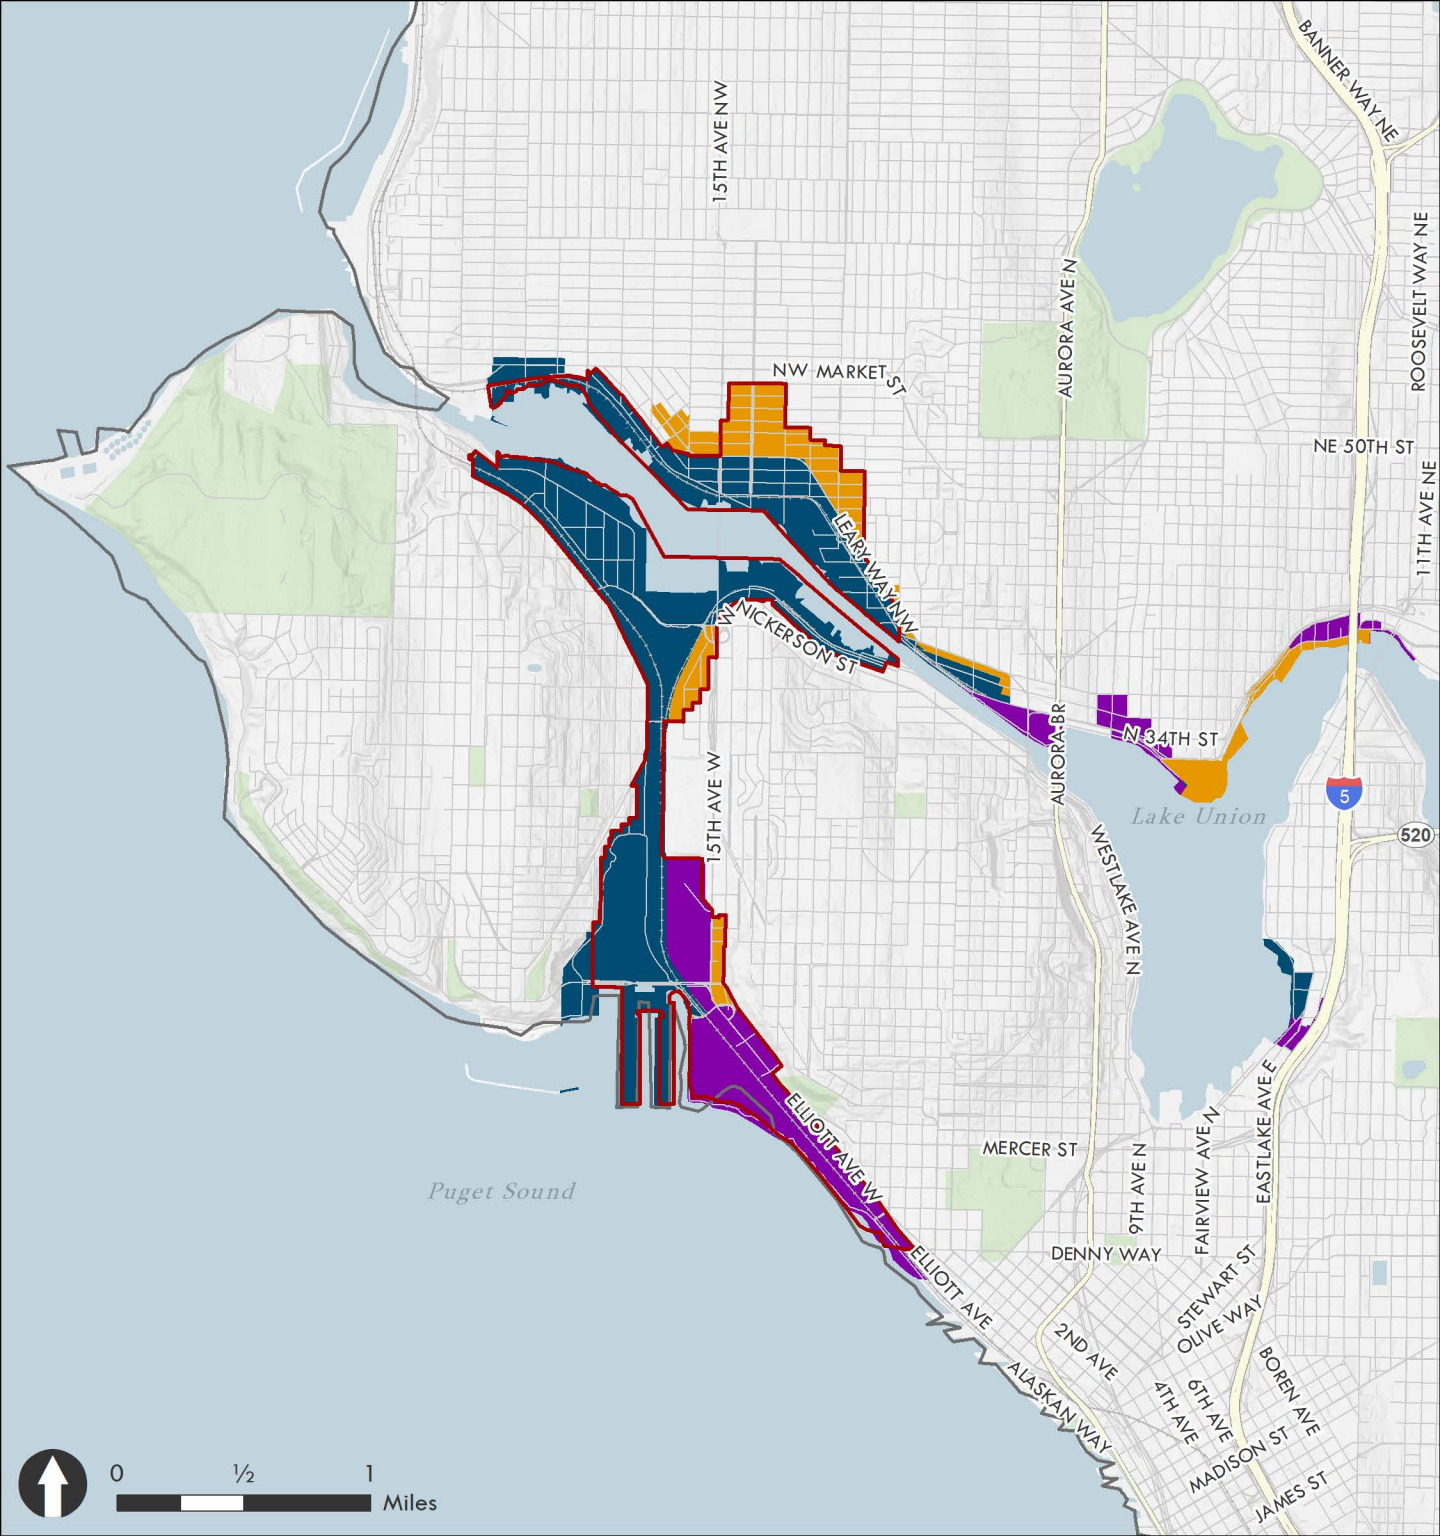 BANNER WAY NE
15TH AVE NW
ROOSEVELT WAY NE
AURORA AVE N
NW MARKET ST
NE 50TH ST
11TH AVE NE
LEARY WAY NW
W NICKERSON ST
AURORA BR
N 34TH ST
15TH AVE W
5
Lake Union
520
WESTLAKE AVE N
EASTLAKE AVE E
ELLIOTT AVE W
FAIRVIEW AVE N
MERCER ST
9TH AVE N
Puget Sound
DENNY WAY
STEWART ST
OLIVE WAY
ELLIOTT AVE
2ND AVE
BOREN AVE
ALASKAN WAY
4TH AVE
6TH AVE
MADISON ST
JAMES ST
0 ½ 1
Miles